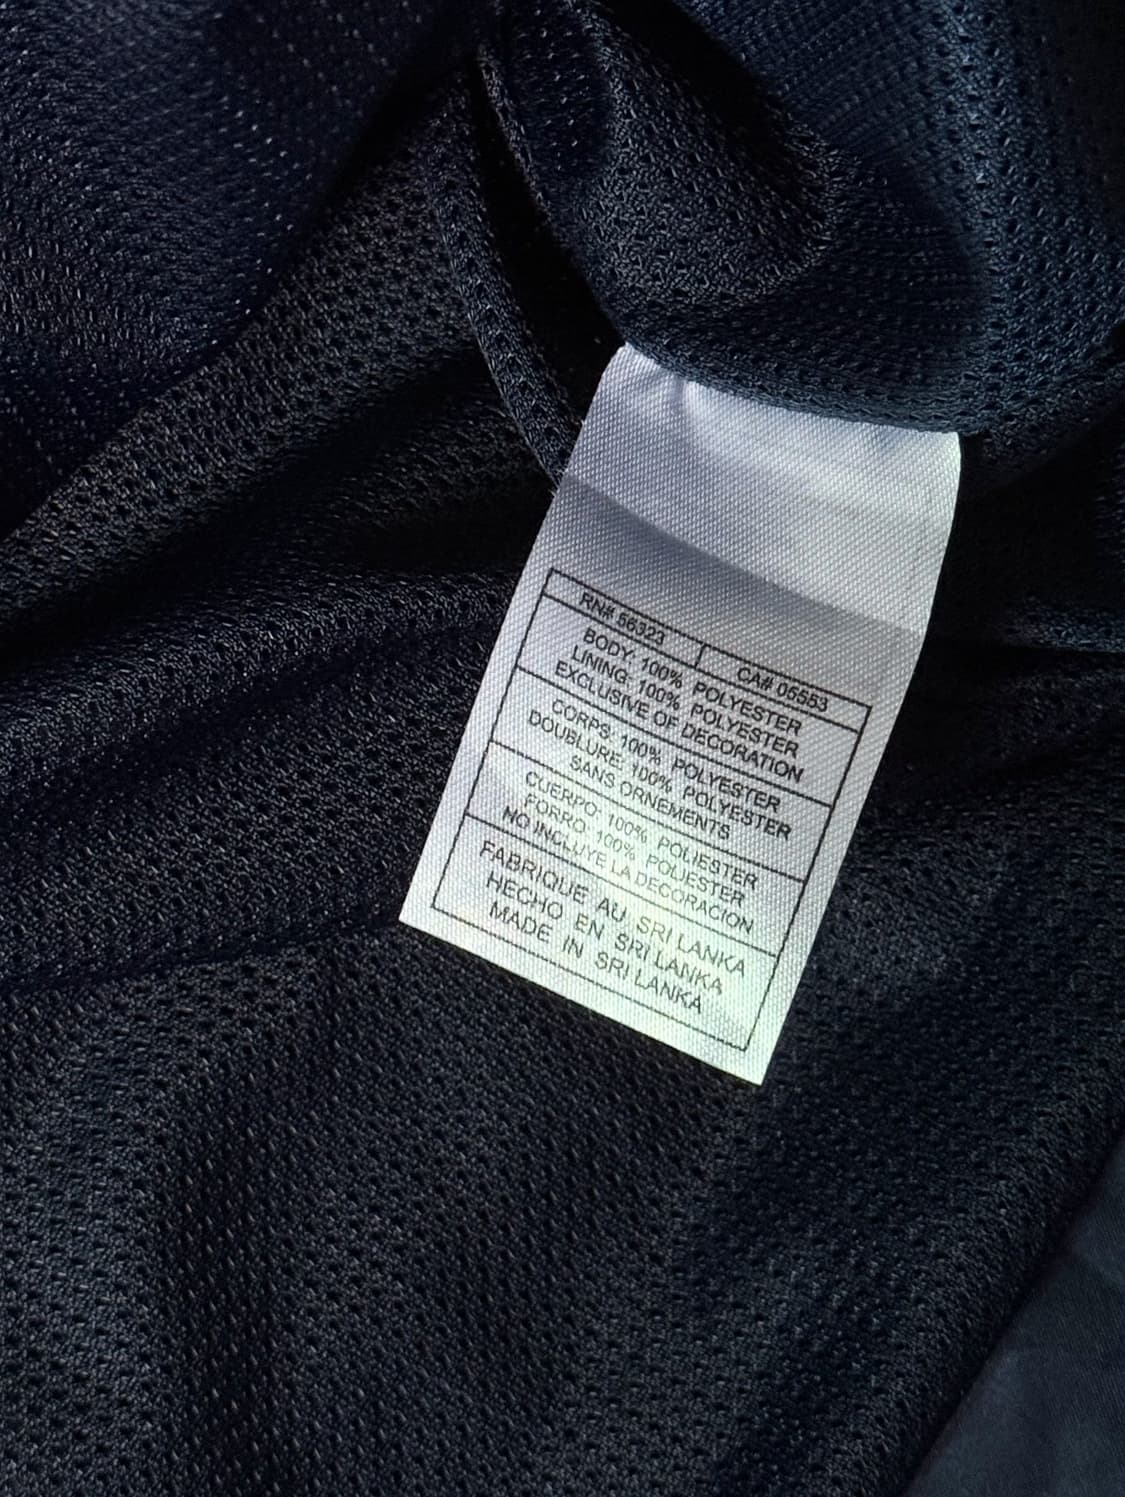 RN# 56323 CA# 05553
BODY: 100% POLYESTER
LINING: 100% POLYESTER
EXCLUSIVE OF DECORATION
CORPS: 100% POLYESTER
DOUBLURE: 100% POLYESTER
SANS ORNEMENTS
CUERPO: 100% POLIESTER
FORRO: 100% POLIESTER
NO INCLUYE LA DECORACION
FABRIQUE AU SRI LANKA
HECHO EN SRI LANKA
MADE IN SRI LANKA